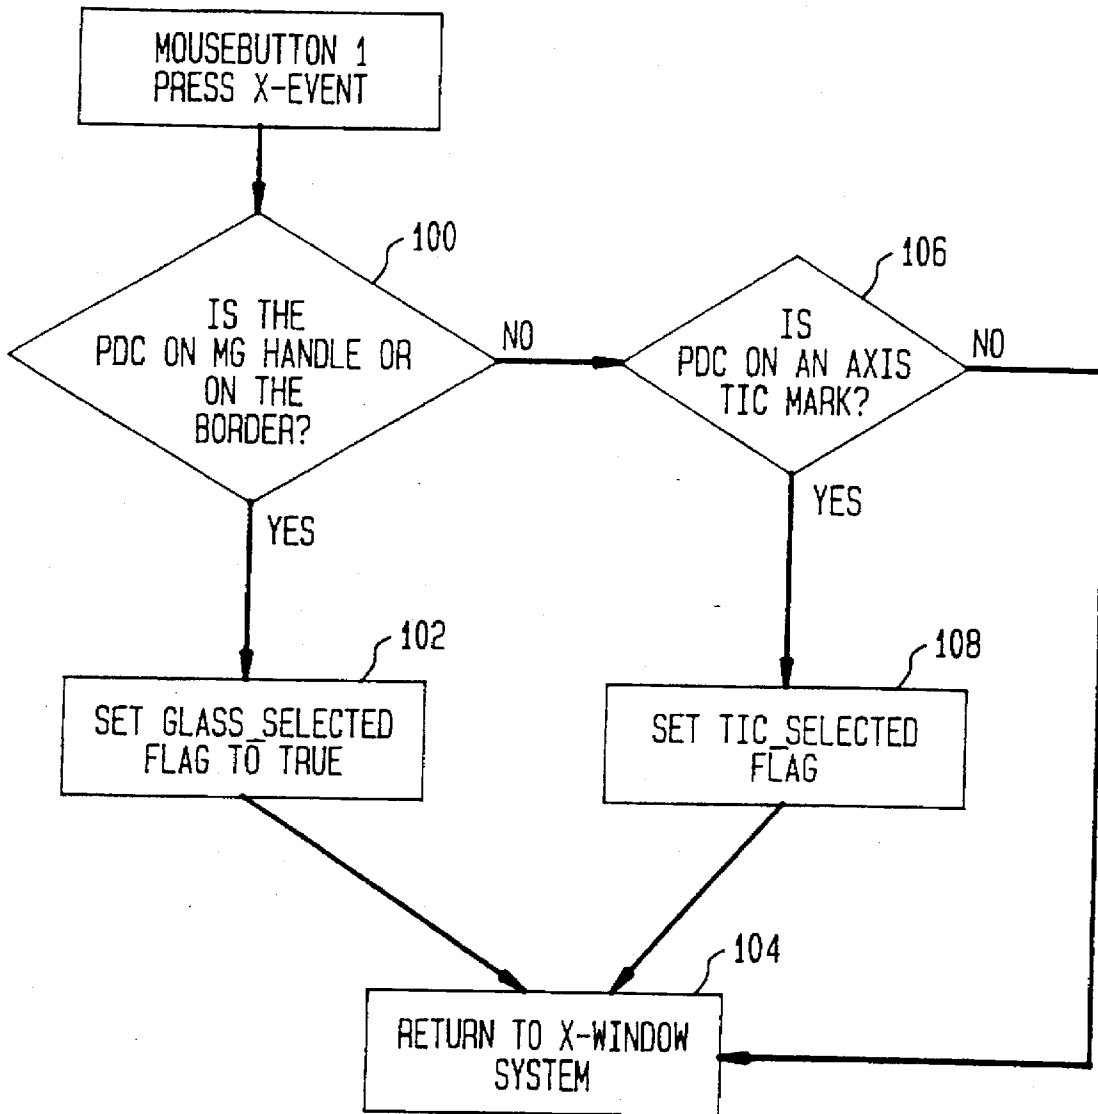 MOUSEBUTTON 1
PRESS X-EVENT
100
IS THE
PDC ON MG HANDLE OR
ON THE
BORDER?
NO
106
IS
PDC ON AN AXIS
TIC MARK?
NO
YES
YES
102
SET GLASS_SELECTED
FLAG TO TRUE
108
SET TIC_SELECTED
FLAG
104
RETURN TO X-WINDOW
SYSTEM